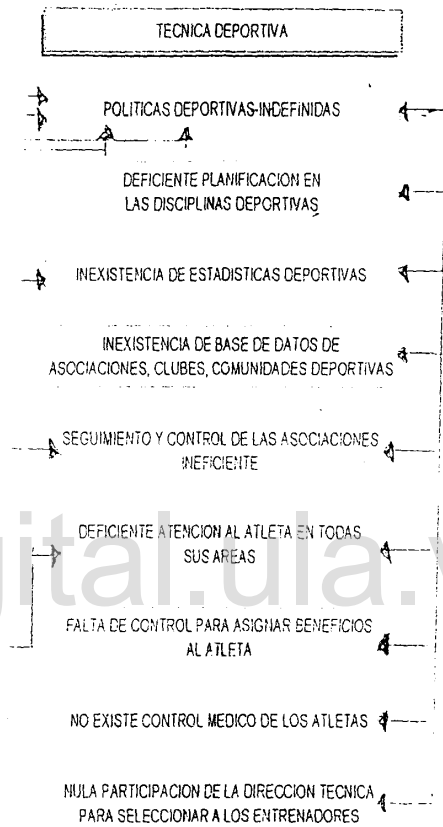 TECNICA DEPORTIVA
POLITICAS DEPORTIVAS-INDEFINIDAS
DEFICIENTE PLANIFICACION EN
LAS DISCIPLINAS DEPORTIVAS
INEXISTENCIA DE ESTADISTICAS DEPORTIVAS
INEXISTENCIA DE BASE DE DATOS DE
ASOCIACIONES, CLUBES, COMUNIDADES DEPORTIVAS
SEGUIMIENTO Y CONTROL DE LAS ASOCIACIONES
INEFICIENTE
DEFICIENTE ATENCION AL ATLETA EN TODAS
SUS AREAS
gital.ula.v
FALTA DE CONTROL PARA ASIGNAR BENEFICIOS
AL ATLETA
NO EXISTE CONTROL MEDICO DE LOS ATLETAS
NULA PARTICIPACION DE LA DIRECCION TECNICA
PARA SELECCIONAR A LOS ENTRENADORES